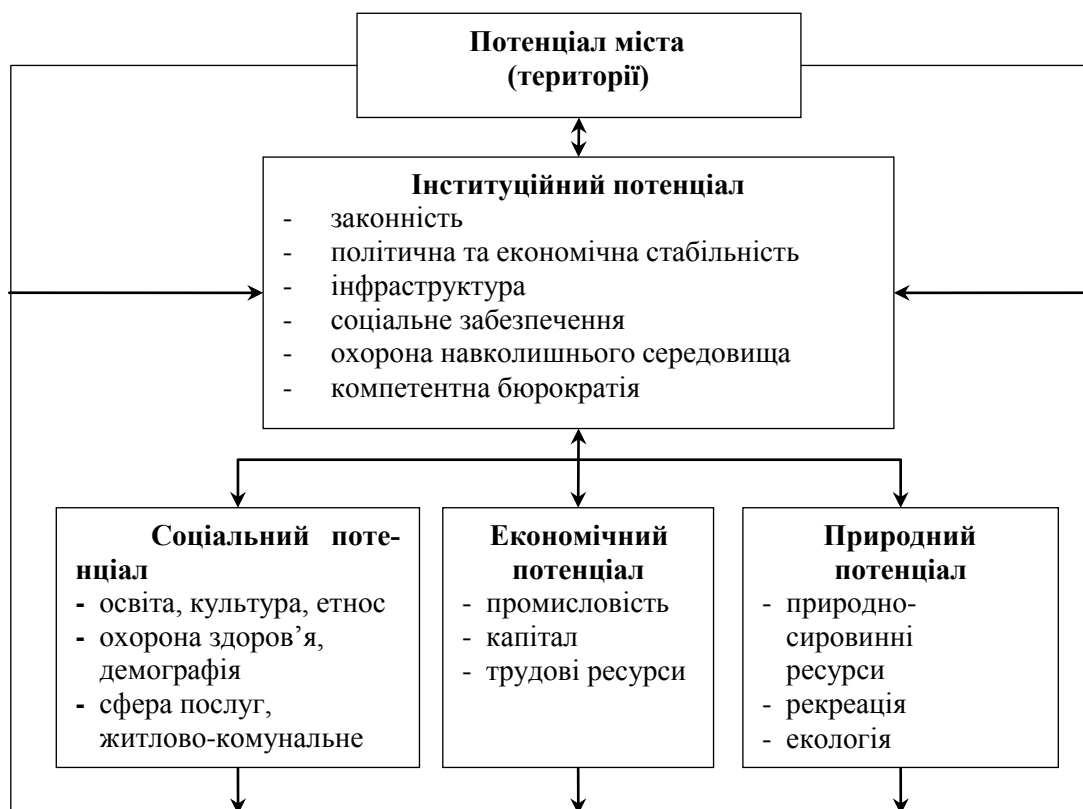 Потенціал міста
(території)
Інституційний потенціал
- законність
- політична та економічна стабільність
- інфраструктура
- соціальне забезпечення
- охорона навколишнього середовища
- компетентна бюрократія
Соціальний поте-
нціал
- освіта, культура, етнос
- охорона здоров’я,
демографія
- сфера послуг,
житлово-комунальне
Економічний
потенціал
- промисловість
- капітал
- трудові ресурси
Природний
потенціал
- природно-
сировинні
ресурси
- рекреація
- екологія